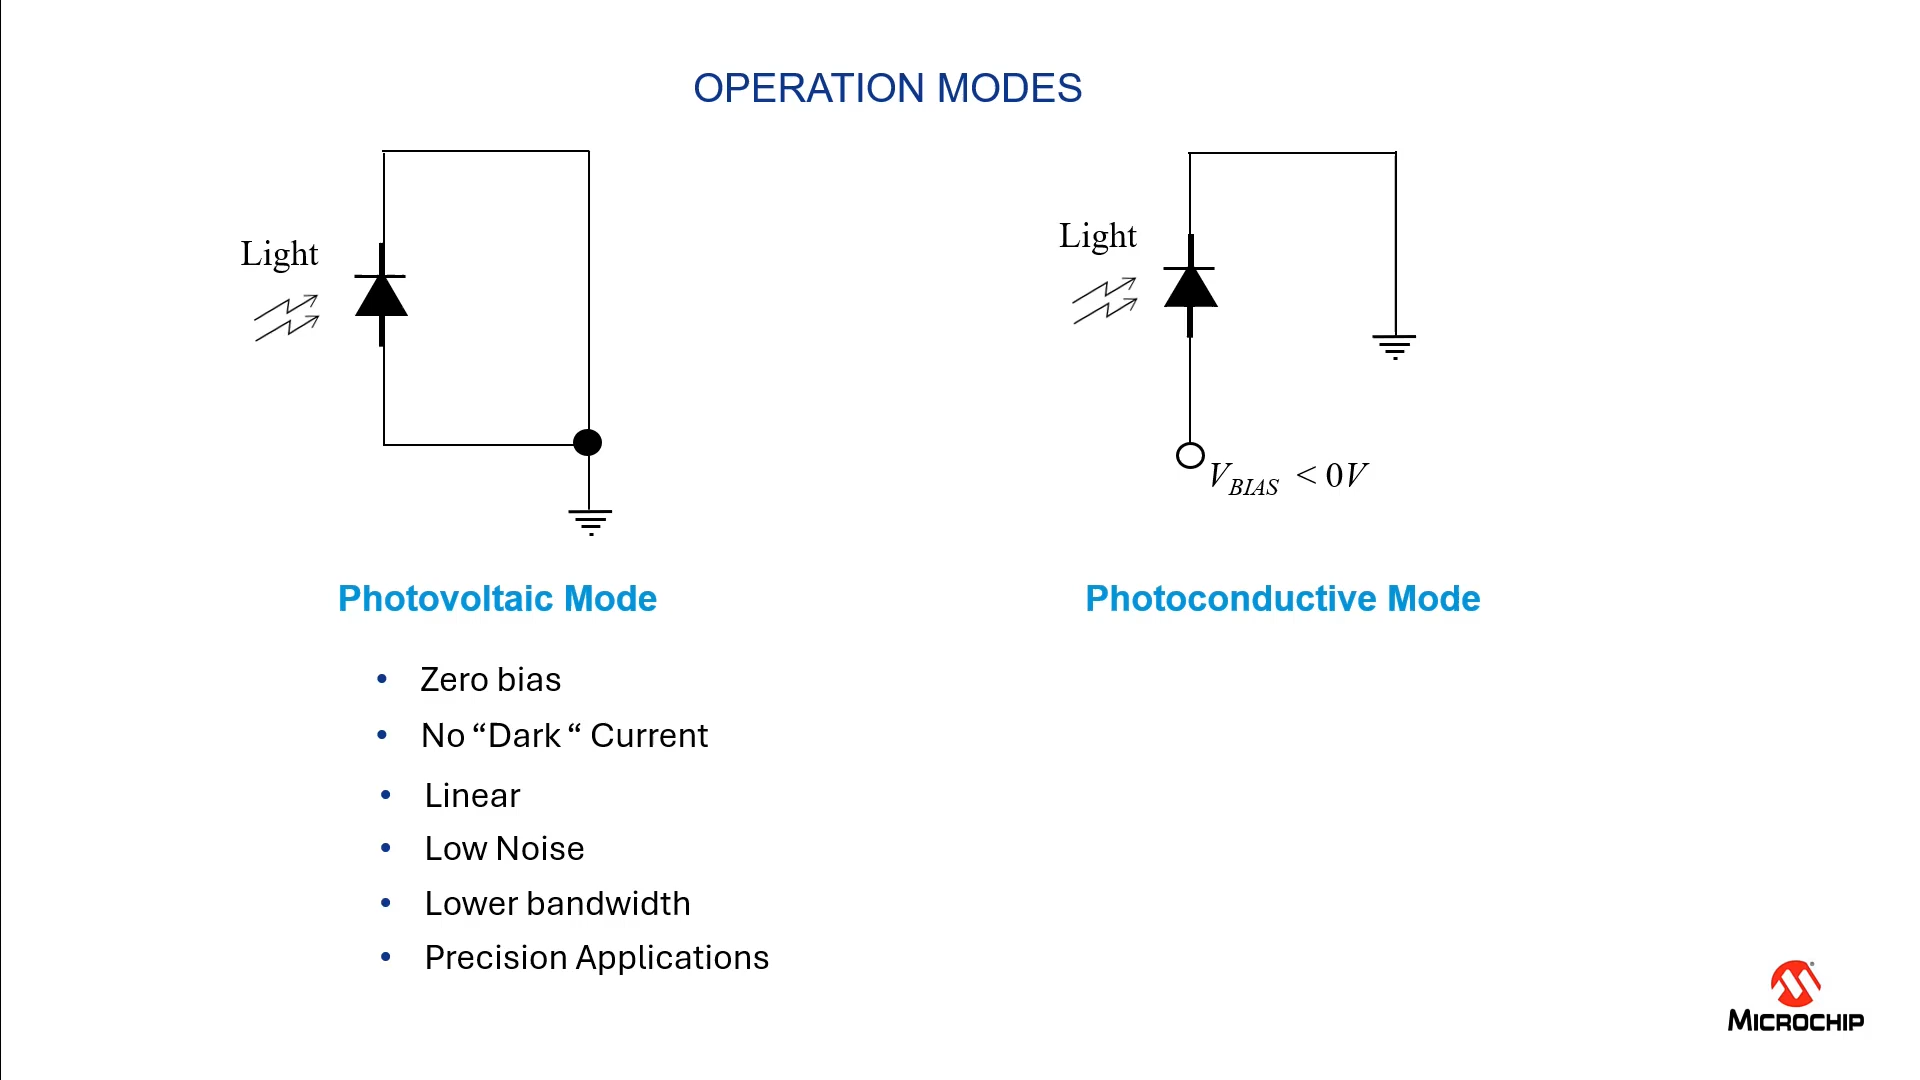 OPERATION MODES
Light
Light
V_BIAS < 0V
Photovoltaic Mode
Photoconductive Mode
• Zero bias
• No “Dark “ Current
• Linear
• Low Noise
• Lower bandwidth
• Precision Applications
MICROCHIP